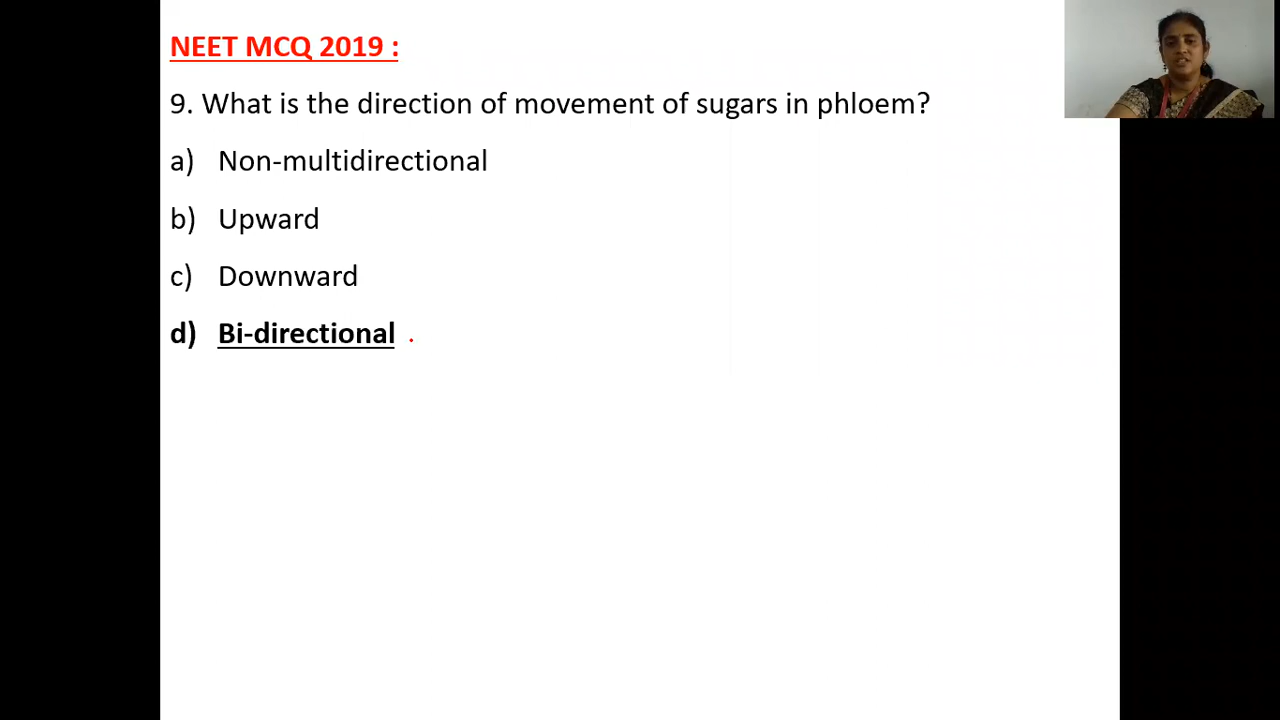 NEET MCQ 2019 :
9. What is the direction of movement of sugars in phloem?
a) Non-multidirectional
b) Upward
c) Downward
d) Bi-directional